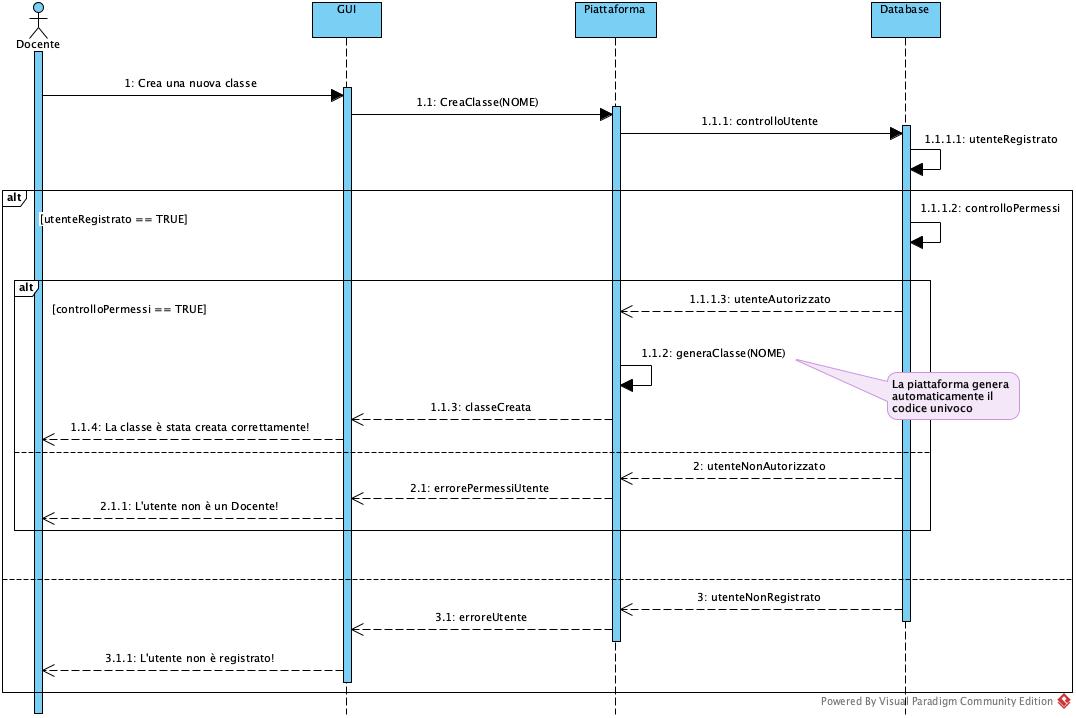 Docente
GUI
Piattaforma
Database
1: Crea una nuova classe
1.1: CreaClasse(NOME)
1.1.1: controlloUtente
1.1.1.1: utenteRegistrato
alt
[utenteRegistrato == TRUE]
1.1.1.2: controlloPermessi
alt
[controlloPermessi == TRUE]
1.1.1.3: utenteAutorizzato
1.1.2: generaClasse(NOME)
La piattaforma genera
automaticamente il
codice univoco
1.1.3: classeCreata
1.1.4: La classe è stata creata correttamente!
2: utenteNonAutorizzato
2.1: errorePermessiUtente
2.1.1: L'utente non è un Docente!
3: utenteNonRegistrato
3.1: erroreUtente
3.1.1: L'utente non è registrato!
Powered By Visual Paradigm Community Edition